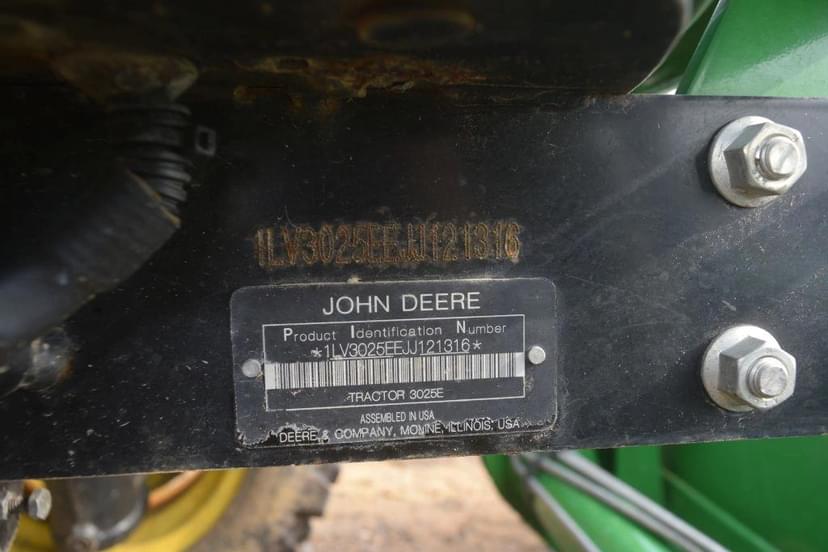 1LV3025EEJJ121316
JOHN DEERE
Product Identification Number
*1LV3025EEJJ121316*
TRACTOR 3025E
ASSEMBLED IN USA
DEERE & COMPANY, MOLINE, ILLINOIS, USA